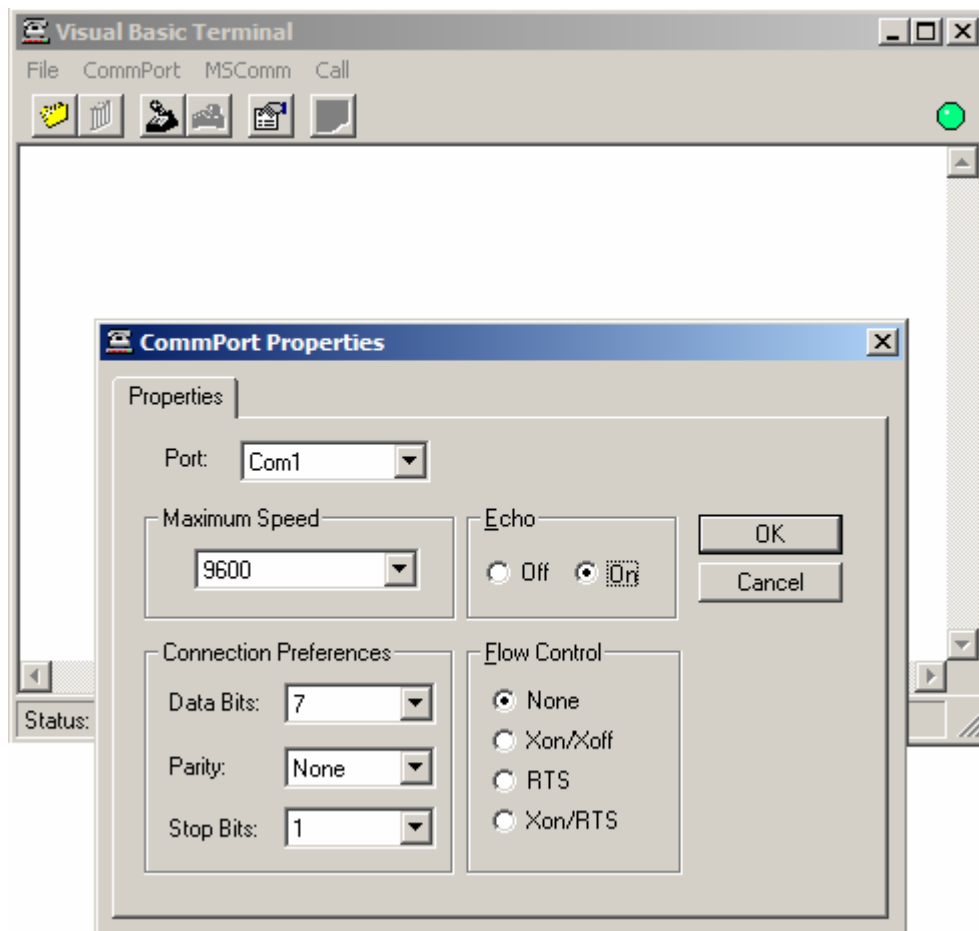 Visual Basic Terminal
File CommPort MSComm Call
CommPort Properties
Properties
Port: Com1
Maximum Speed
9600
Echo
Off On
OK
Cancel
Connection Preferences
Data Bits: 7
Parity: None
Stop Bits: 1
Flow Control
None
Xon/Xoff
RTS
Xon/RTS
Status: